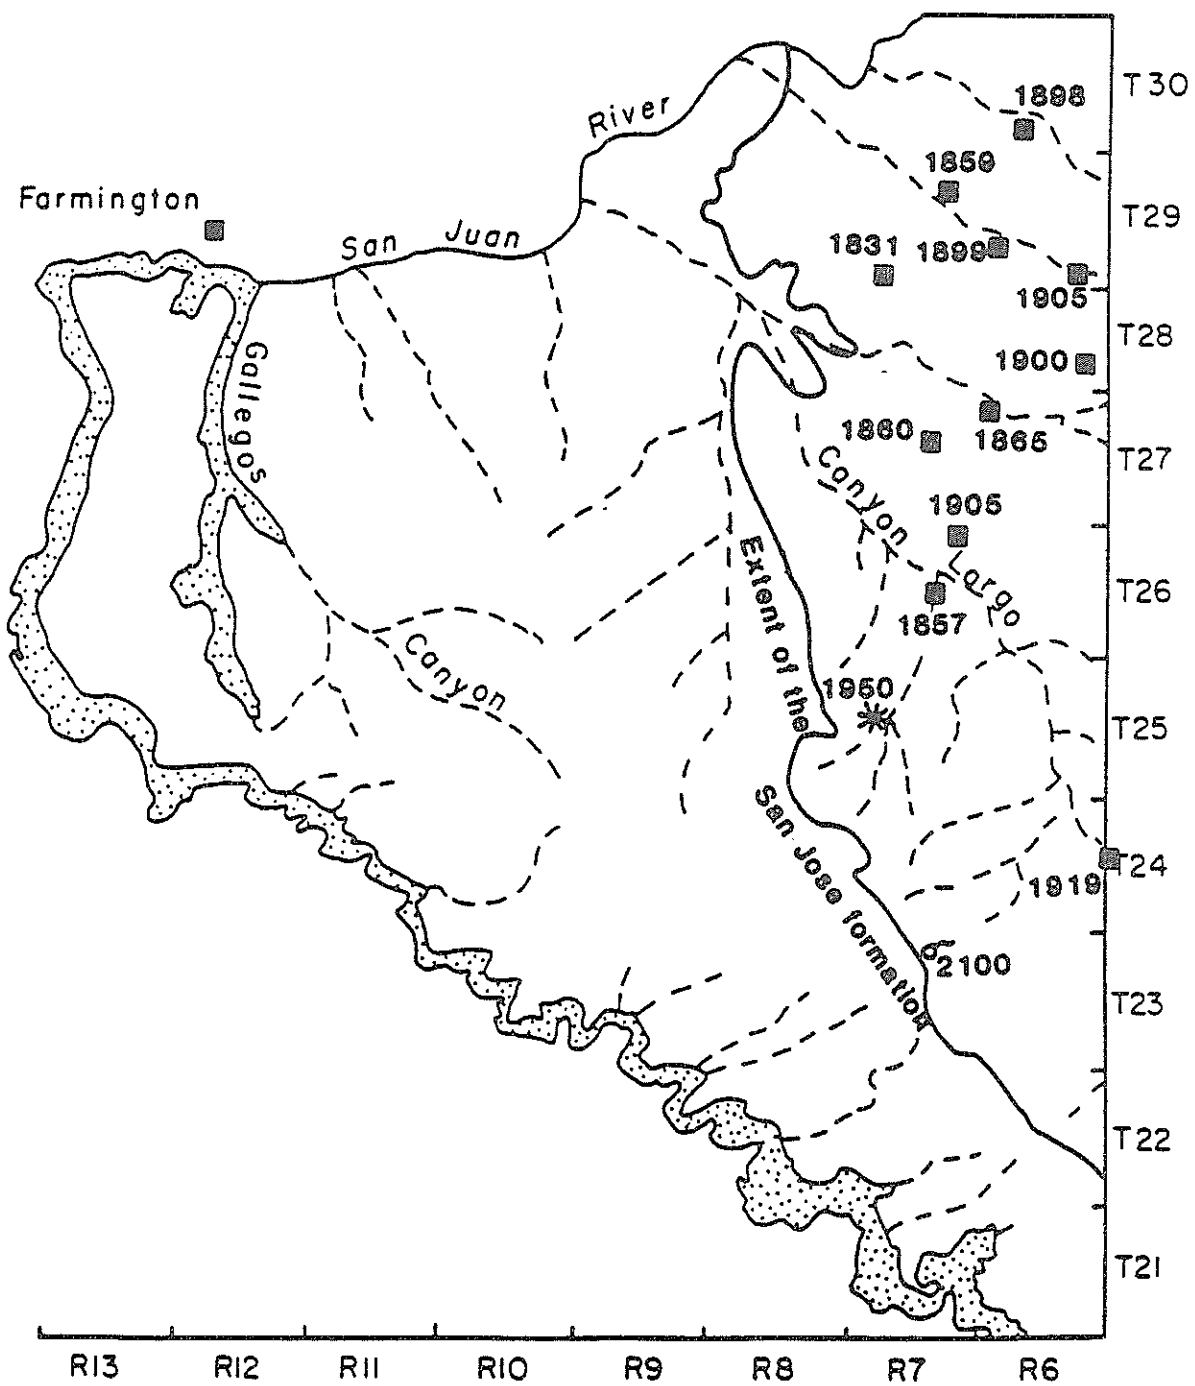 T30
1898
River
1859
Farmington
T29
San Juan
1831
1899
1905
T28
Gallegos
1900
1860
1865
T27
Canyon
1905
Largo
T26
1857
Canyon
Extent of the
1950
T25
San Jose formation
T24
1919
2100
T23
T22
T21
R13 R12 R11 R10 R9 R8 R7 R6